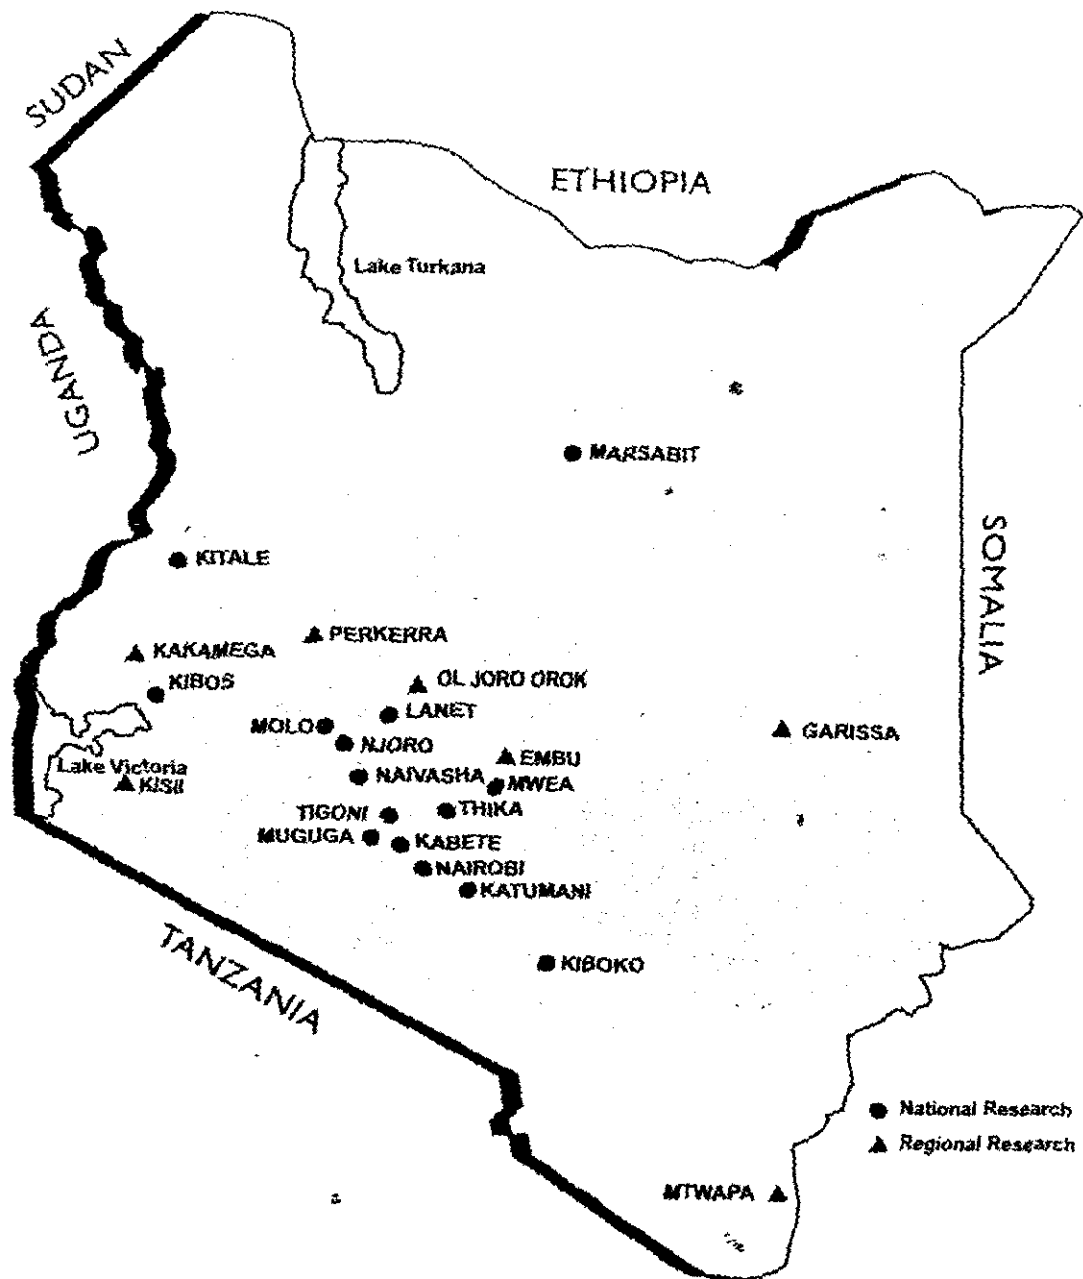 SUDAN
ETHIOPIA
Lake Turkana
UGANDA
MARSABIT
SOMALIA
KITALE
PERKERRA
KAKAMEGA
KIBOS
OL JORO OROK
LANET
MOLO
NJORO
GARISSA
EMBU
Lake Victoria
NAIVASHA
MWEA
KISII
TIGONI
THIKA
MUGUGA
KABETE
NAIROBI
KATUMANI
TANZANIA
KIBOKO
National Research
Regional Research
MTWAPA